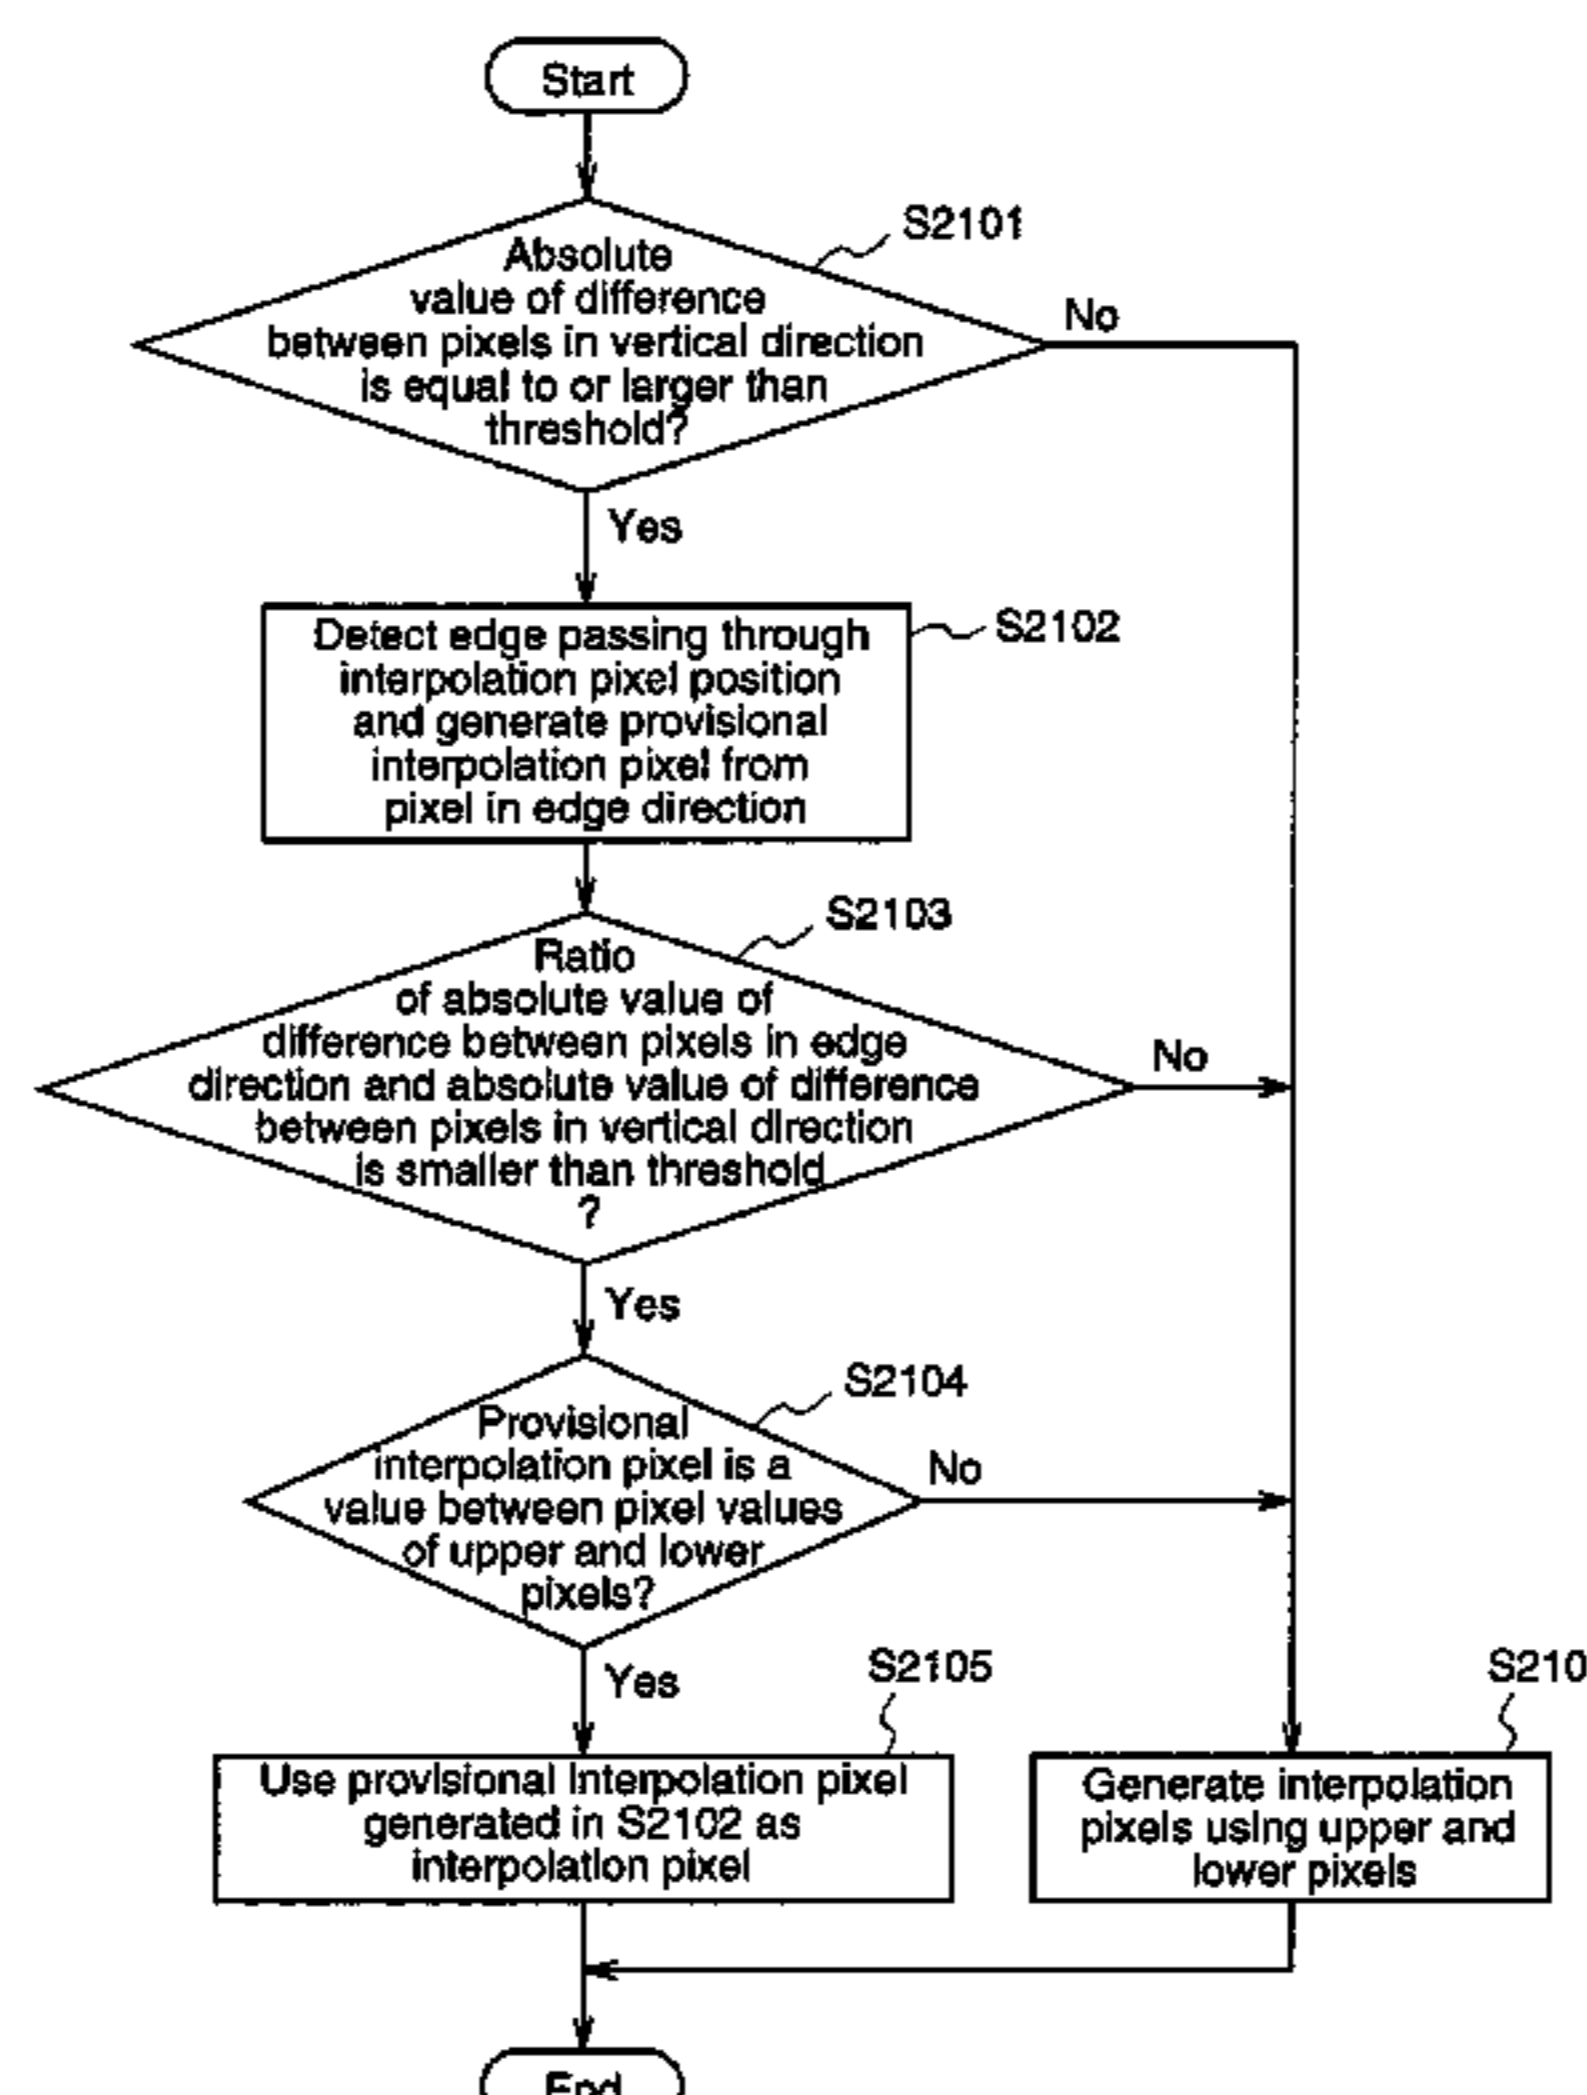 Start
S2101
Absolute
value of difference
between pixels in vertical direction
is equal to or larger than
threshold?
No
Yes
S2102
Detect edge passing through
interpolation pixel position
and generate provisional
interpolation pixel from
pixel in edge direction
S2103
Ratio
of absolute value of
difference between pixels in edge
direction and absolute value of difference
between pixels in vertical direction
is smaller than threshold
?
No
Yes
S2104
Provisional
interpolation pixel is a
value between pixel values
of upper and lower
pixels?
No
Yes
S2105
Use provisional interpolation pixel
generated in S2102 as
interpolation pixel
S210
Generate interpolation
pixels using upper and
lower pixels
End